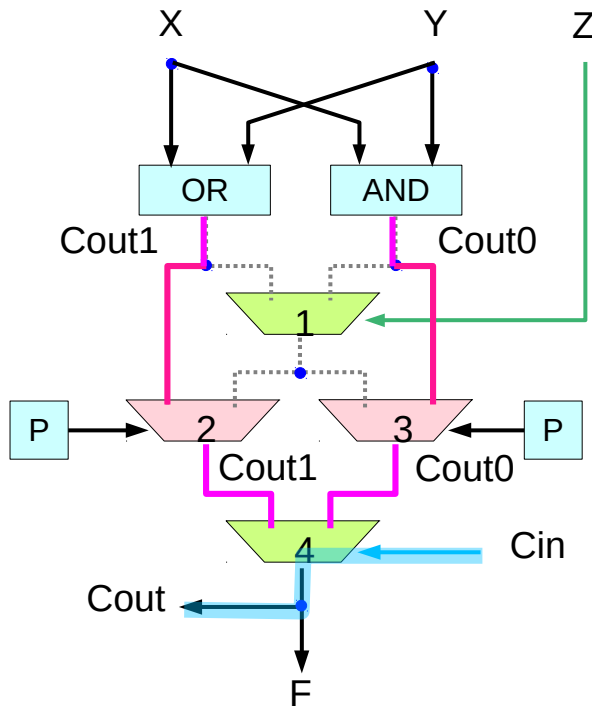 X Y Z
OR AND
Cout1 Cout0
1
P 2 3 P
Cout1 Cout0
4 Cin
Cout
F